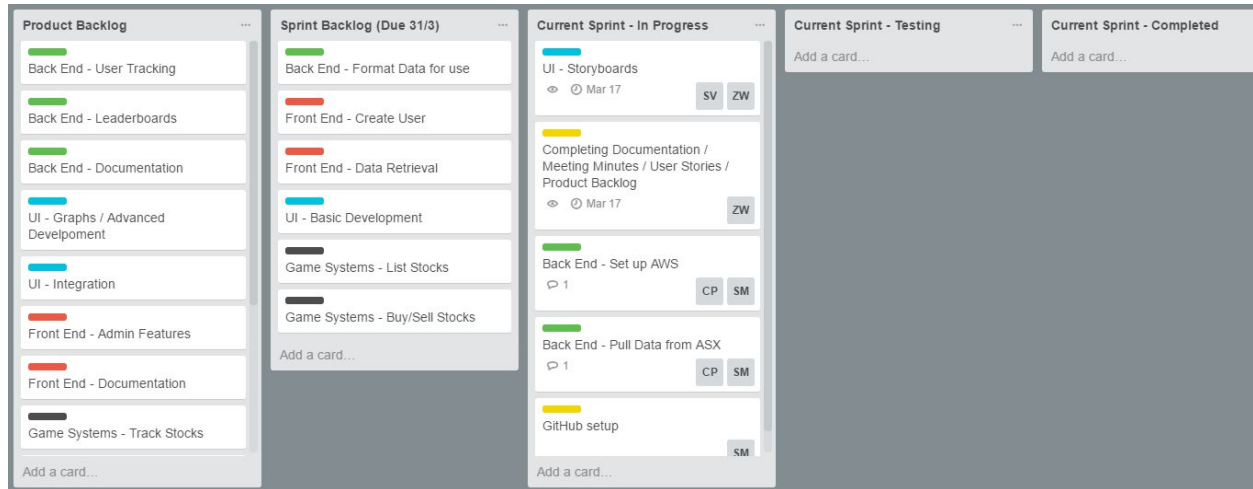 Product Backlog
Back End - User Tracking
Back End - Leaderboards
Back End - Documentation
UI - Graphs / Advanced
Develpoment
UI - Integration
Front End - Admin Features
Front End - Documentation
Game Systems - Track Stocks
Add a card...
Sprint Backlog (Due 31/3)
Back End - Format Data for use
Front End - Create User
Front End - Data Retrieval
UI - Basic Development
Game Systems - List Stocks
Game Systems - Buy/Sell Stocks
Add a card...
Current Sprint - In Progress
UI - Storyboards
Mar 17
SV ZW
Completing Documentation /
Meeting Minutes / User Stories /
Product Backlog
Mar 17
ZW
Back End - Set up AWS
1
CP SM
Back End - Pull Data from ASX
1
CP SM
GitHub setup
SM
Add a card...
Current Sprint - Testing
Add a card...
Current Sprint - Completed
Add a card...